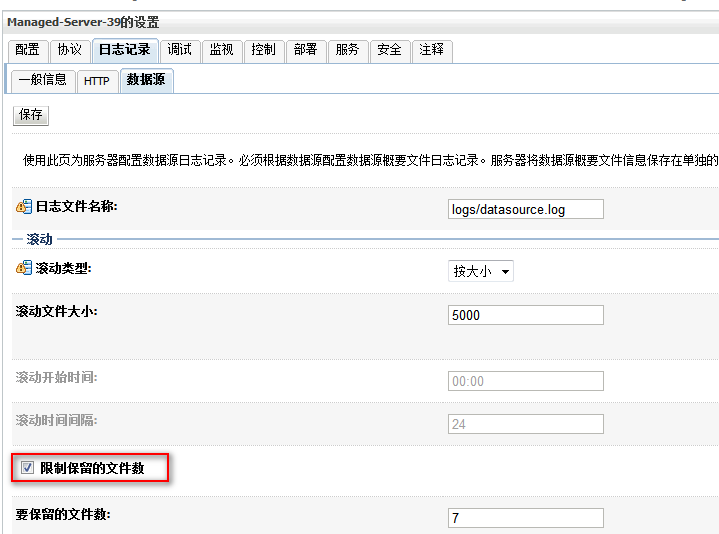 Managed-Server-39的设置
配置 协议 日志记录 调试 监视 控制 部署 服务 安全 注释
一般信息 HTTP 数据源
保存
使用此页为服务器配置数据源日志记录。必须根据数据源配置数据源概要文件日志记录。服务器将数据源概要文件信息保存在单独的
日志文件名称: logs/datasource.log
滚动
滚动类型: 按大小
滚动文件大小: 5000
滚动开始时间: 00:00
滚动时间间隔: 24
限制保留的文件数
要保留的文件数: 7